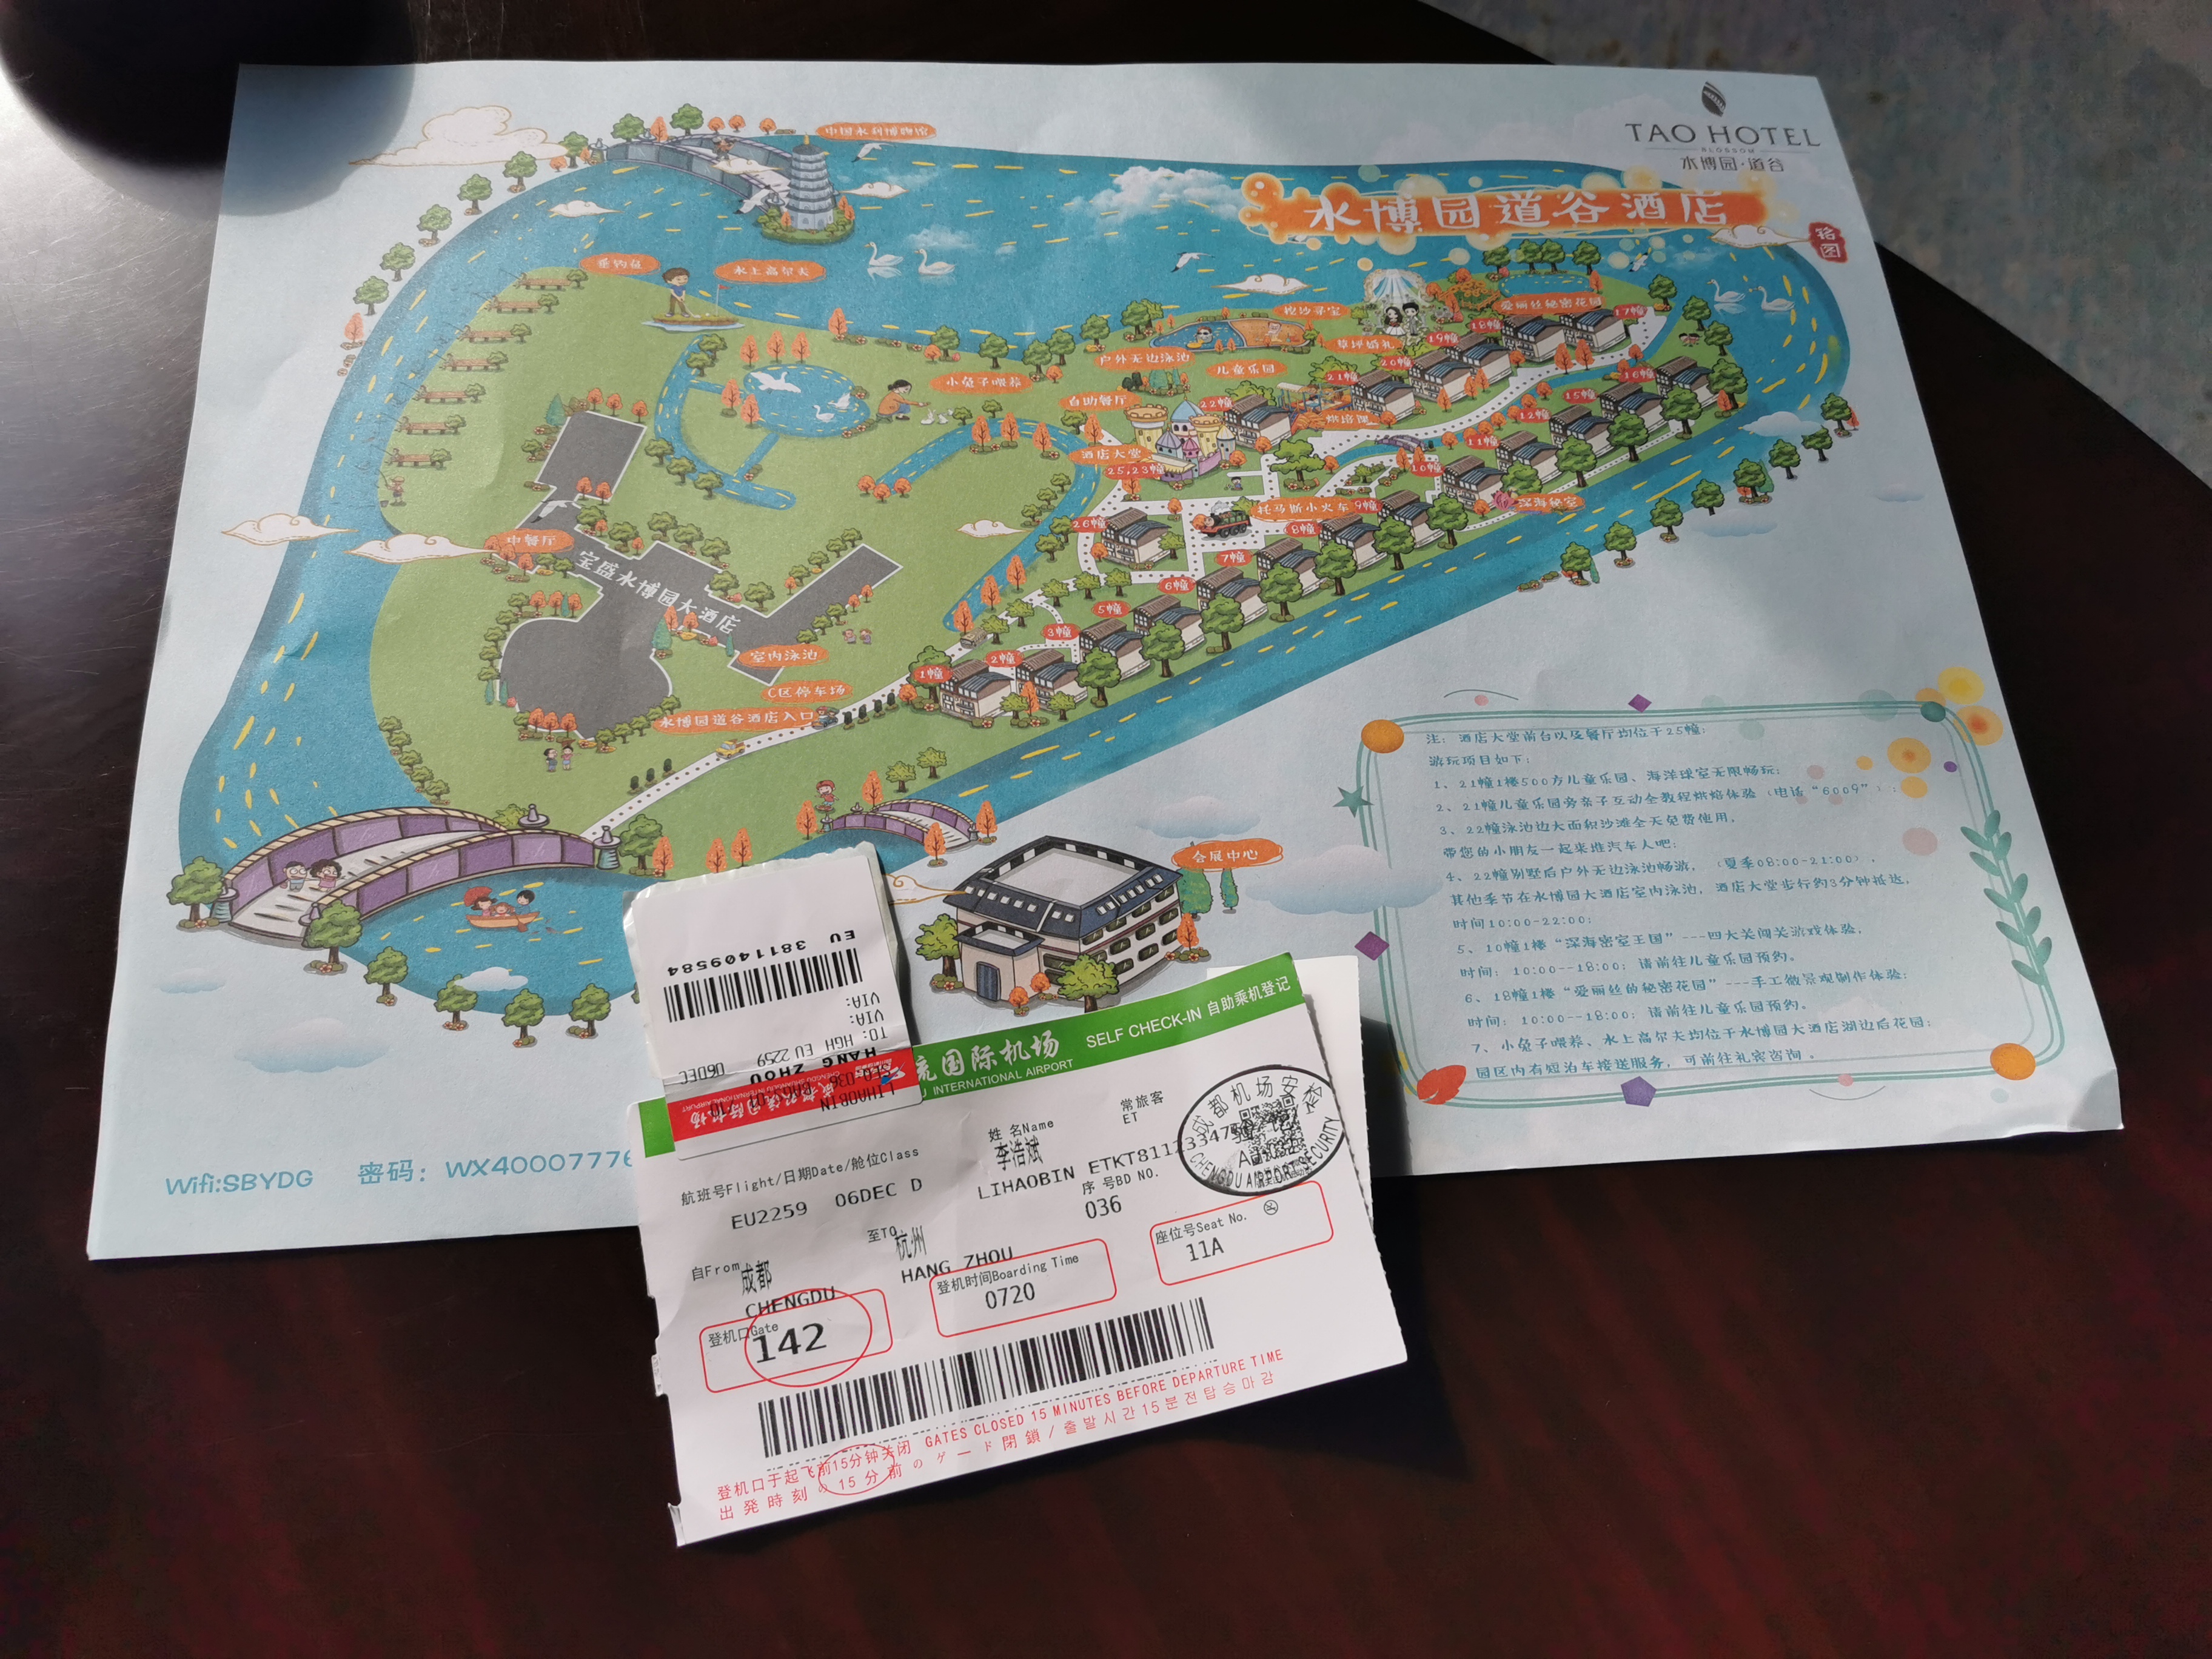 TAO HOTEL
BLOSSOM
水博园·道谷
水博园道谷酒店
铭图
中国水利博物馆
垂钓鱼
水上高尔夫
挖沙寻宝
爱丽丝秘密花园
17幢
18幢
草坪婚礼
19幢
户外无边泳池
儿童乐园
20幢
小兔子喂养
21幢
16幢
自助餐厅
22幢
15幢
烘培课
12幢
酒店大堂
11幢
25,23幢
10幢
深海秘室
托马斯小火车
9幢
26幢
8幢
中餐厅
7幢
宝盛水博园大酒店
6幢
5幢
3幢
室内泳池
2幢
1幢
C区停车场
水博园道谷酒店入口
会展中心
注：酒店大堂前台以及餐厅均位于25幢；
游玩项目如下：
1、21幢1楼500方儿童乐园、海洋球室无限畅玩；
2、21幢儿童乐园旁亲子互动全教程烘焙体验（电话“6009”）；
3、22幢泳池边大面积沙滩全天免费使用，
带您的小朋友一起来堆汽车人吧；
4、22幢别墅后户外无边泳池畅游，（夏季08:00-21:00），
其他季节在水博园大酒店室内泳池，酒店大堂步行约3分钟抵达，
时间10:00-22:00；
5、10幢1楼“深海密室王国”---四大关闯关游戏体验，
时间：10:00--18:00；请前往儿童乐园预约。
6、18幢1楼“爱丽丝的秘密花园”---手工微景观制作体验；
时间：10:00--18:00；请前往儿童乐园预约。
7、小兔子喂养、水上高尔夫均位于水博园大酒店湖边后花园；
园区内有短泊车接送服务，可前往礼宾咨询。
Wifi:SBYDG 密码：WX40007776
EU 3811409584
VIA:
VIA:
TO: HGH EU 2259
HANG ZHOU 06DEC
LIHAOBIN
流国际机场 SELF CHECK-IN 自助乘机登记
U INTERNATIONAL AIRPORT
航班号Flight/日期Date/舱位Class
EU2259 06DEC D
姓 名Name
李浩斌
LIHAOBIN
常旅客
ET
ETKT81123347
序 号BD NO.
036
成都机场安检
CHENGDU AIRPORT SECURITY
自From 成都
CHENGDU
至TO 杭州
HANG ZHOU
登机口Gate
142
登机时间Boarding Time
0720
座位号Seat No.
11A
登机口于起飞前15分钟关闭 GATES CLOSED 15 MINUTES BEFORE DEPARTURE TIME
出発時刻の15分前のゲード閉鎖/출발시간15분전탑승마감